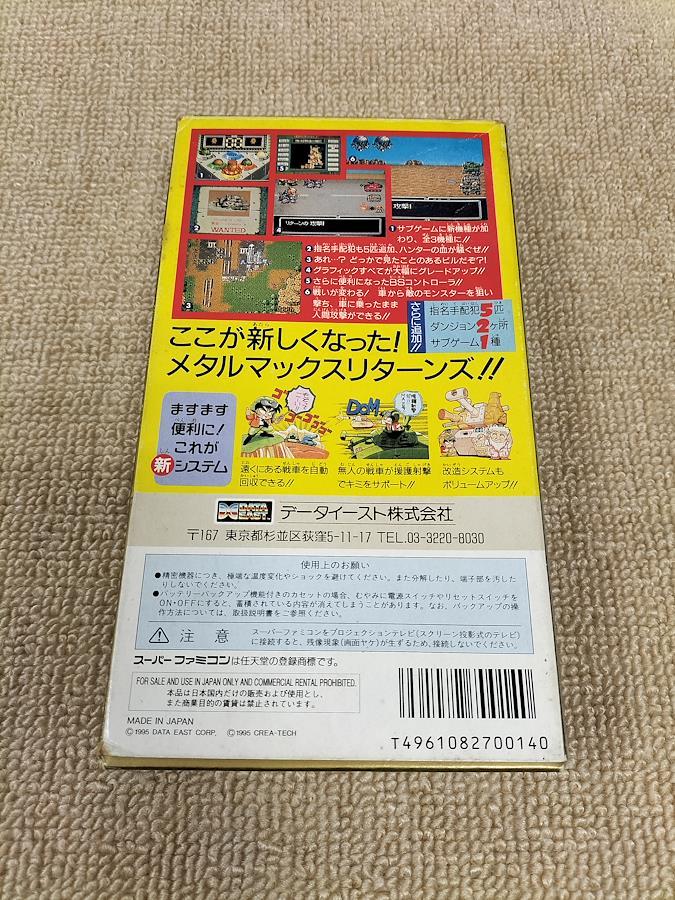 1
5
6
2
WANTED
4
リターンの 攻撃!
攻撃!
3
1 サブゲームに新機種が加
わり、全3機種に!!
2 指名手配犯も5匹追加、ハンターの血が騒ぐぜ!!
3 あれ…? どっかで見たことのあるビルだぞ?!
4 グラフィックすべてが大幅にグレードアップ!!
5 さらに便利になったBSコントローラ!!
6 戦いが変わる! 車から敵のモンスターを狙い
撃ち、車に乗ったまま
人間攻撃ができる!!
さらに追加!!
指名手配犯5匹
ダンジョン2ヶ所
サブゲーム1種
ここが新しくなった!
メタルマックスリターンズ!!
ますます
便利に!
これが
新システム
ゴーゴゴゴー
DOM
遠くにある戦車を自動
回収できる!!
無人の戦車が援護射撃
でキミをサポート!!
改造システムも
ボリュームアップ!!
DATA EAST データイースト株式会社
〒167 東京都杉並区荻窪5-11-17 TEL.03-3220-8030
使用上のお願い
●精密機器につき、極端な温度変化やショックを避けてください。また分解したり、端子部を汚した
りしないでください。
●バッテリーバックアップ機能付きのカセットの場合、むやみに電源スイッチやリセットスイッチを
ON・OFFにすると、蓄積されている内容が消えてしまうことがあります。なお、バックアップの操
作方法については、取扱説明書をご参照ください。
注意
スーパーファミコンをプロジェクションテレビ(スクリーン投影式のテレビ)
に接続すると、残像現象(画面ヤケ)が生ずるため、接続しないでください。
スーパーファミコンは任天堂の登録商標です。
FOR SALE AND USE IN JAPAN ONLY AND COMMERCIAL RENTAL PROHIBITED.
本品は日本国内だけの販売および使用とし、
また商業目的の賃貸は禁止されています。
MADE IN JAPAN
©1995 DATA EAST CORP. ©1995 CREA-TECH
T4961082700140